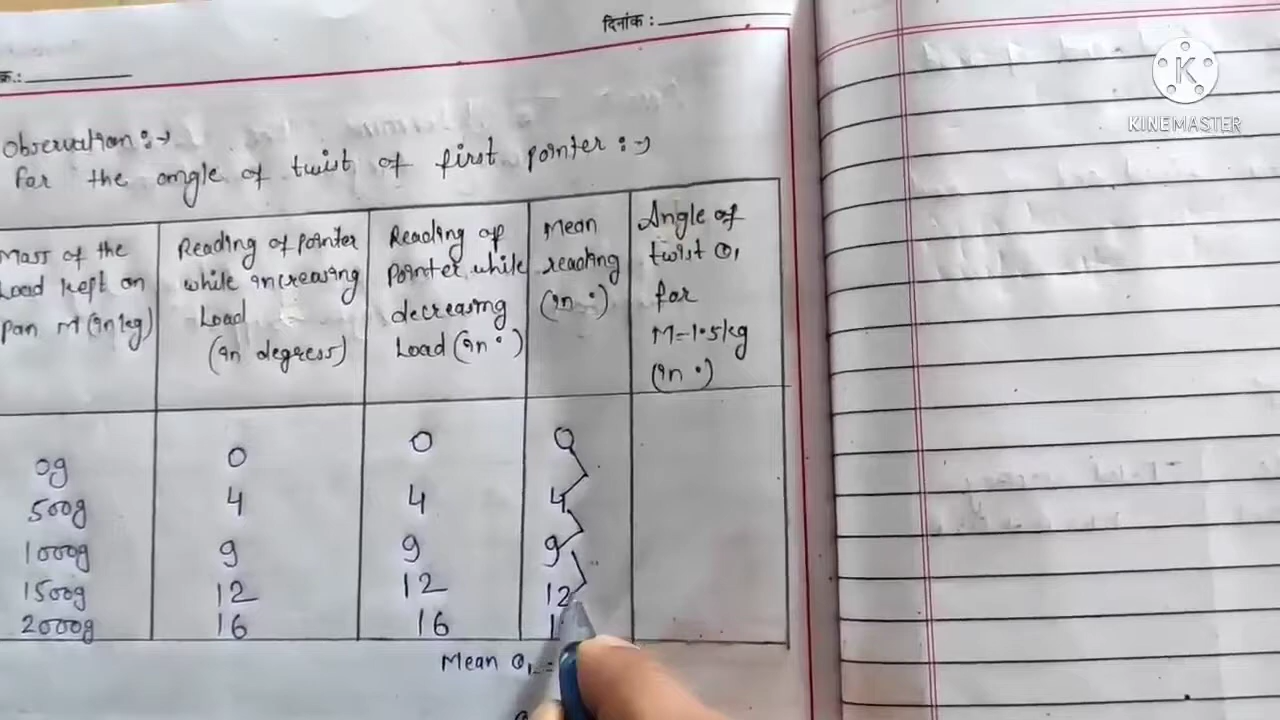 दिनांक :
क्र.:
KINEMASTER
Observation:→
For the angle of twist of first pointer:→
Mass of the
Load kept on
pan M (in kg)
Reading of pointer
while increasing
Load
(in degress)
Reading of
pointer while
decreasing
Load (in °)
Mean
reading
(in °)
Angle of
twist θ₁
for
M=1.5kg
(in °)
0g 0 0 0
500g 4 4 4
1000g 9 9 9
1500g 12 12 12
2000g 16 16 1
Mean θ₁ =